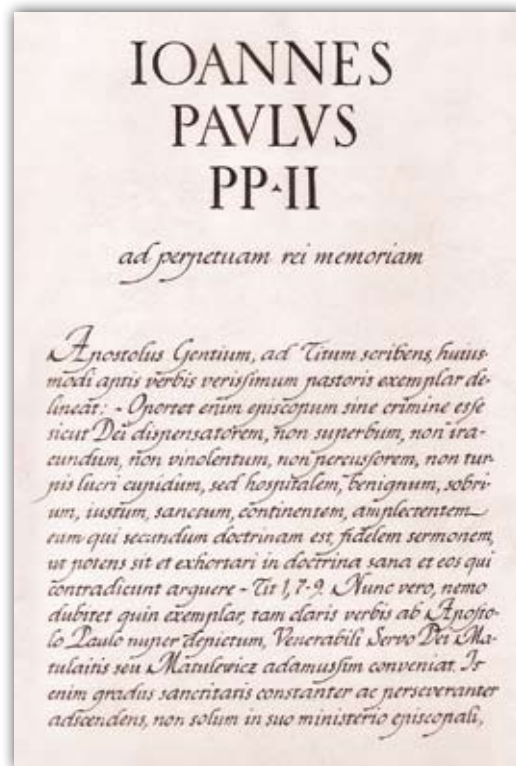 IOANNES
PAVLVS
PP·II
ad perpetuam rei memoriam
Apostolus Gentium, ad Titum scribens, huius-
modi aptis verbis verissimum pastoris exemplar de-
lineat: - Oportet enim episcopum sine crimine esse
sicut Dei dispensatorem, non superbum, non ira-
cundum, non vinolentum, non percussorem, non tur-
pis lucri cupidum, sed hospitalem, benignum, sobri-
um, iustum, sanctum, continentem, amplectentem
eum qui secundum doctrinam est, fidelem sermonem,
ut potens sit et exhortari in doctrina sana et eos qui
contradicunt arguere - Tit 1,7-9. Nunc vero, nemo
dubitet quin exemplar, tam claris verbis ab Aposto-
lo Paulo nuper depictum, Venerabili Servo Dei Ma-
tulaitis seu Matulewicz adamussim conveniat. Is
enim gradus sanctitatis constanter ac perseveranter
adscendens, non solum in suo ministerio episcopali,